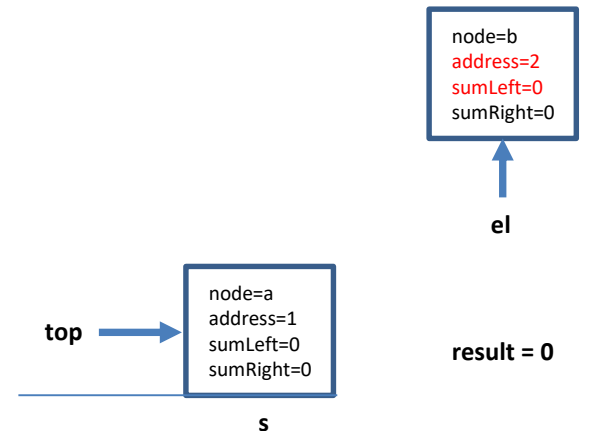 node=b
address=2
sumLeft=0
sumRight=0
el
node=a
address=1
sumLeft=0
sumRight=0
top
result = 0
s